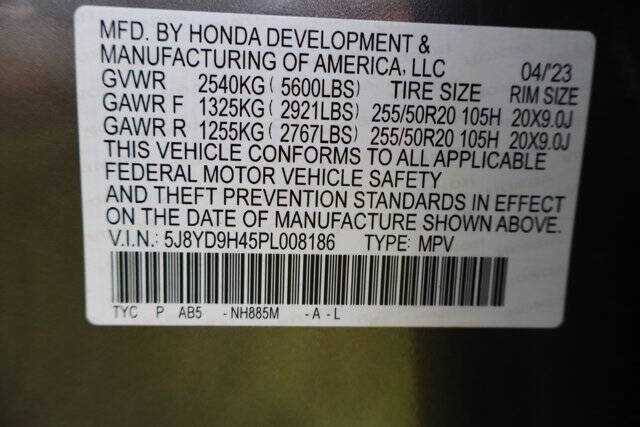 MFD. BY HONDA DEVELOPMENT &
MANUFACTURING OF AMERICA, LLC 04/'23
GVWR 2540KG ( 5600LBS) TIRE SIZE RIM SIZE
GAWR F 1325KG ( 2921LBS) 255/50R20 105H 20X9.0J
GAWR R 1255KG ( 2767LBS) 255/50R20 105H 20X9.0J
THIS VEHICLE CONFORMS TO ALL APPLICABLE
FEDERAL MOTOR VEHICLE SAFETY
AND THEFT PREVENTION STANDARDS IN EFFECT
ON THE DATE OF MANUFACTURE SHOWN ABOVE.
V.I.N.: 5J8YD9H45PL008186 TYPE: MPV
TYC P AB5 - NH885M - A - L